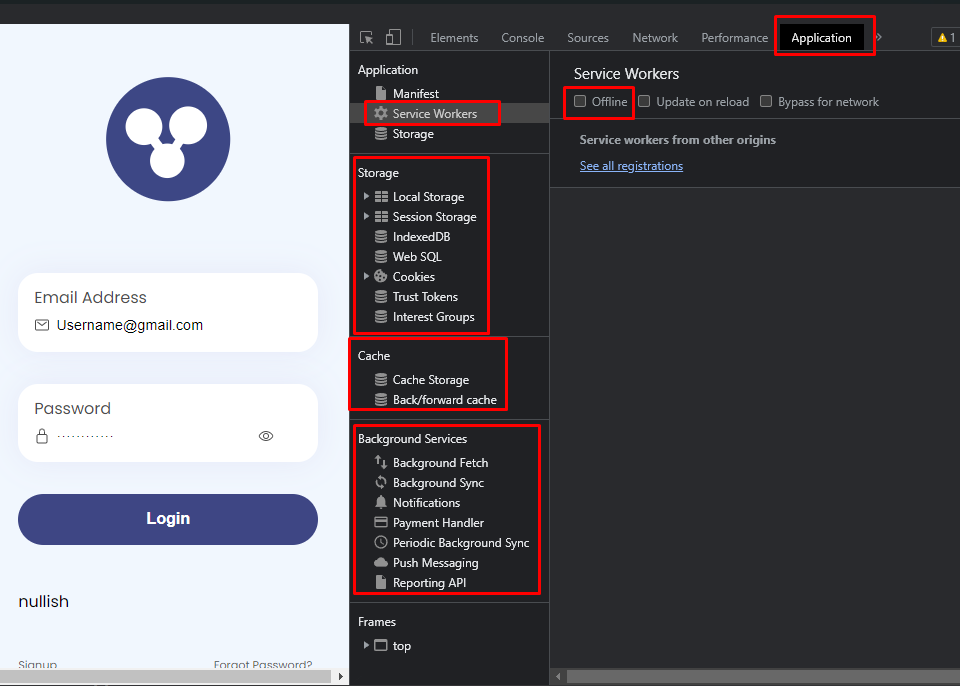 Email Address
Username@gmail.com
Password
Login
nullish
Signup
Forgot Password?
Elements Console Sources Network Performance Application » 1
Application
Manifest
Service Workers
Storage
Storage
Local Storage
Session Storage
IndexedDB
Web SQL
Cookies
Trust Tokens
Interest Groups
Cache
Cache Storage
Back/forward cache
Background Services
Background Fetch
Background Sync
Notifications
Payment Handler
Periodic Background Sync
Push Messaging
Reporting API
Frames
top
Service Workers
Offline Update on reload Bypass for network
Service workers from other origins
See all registrations